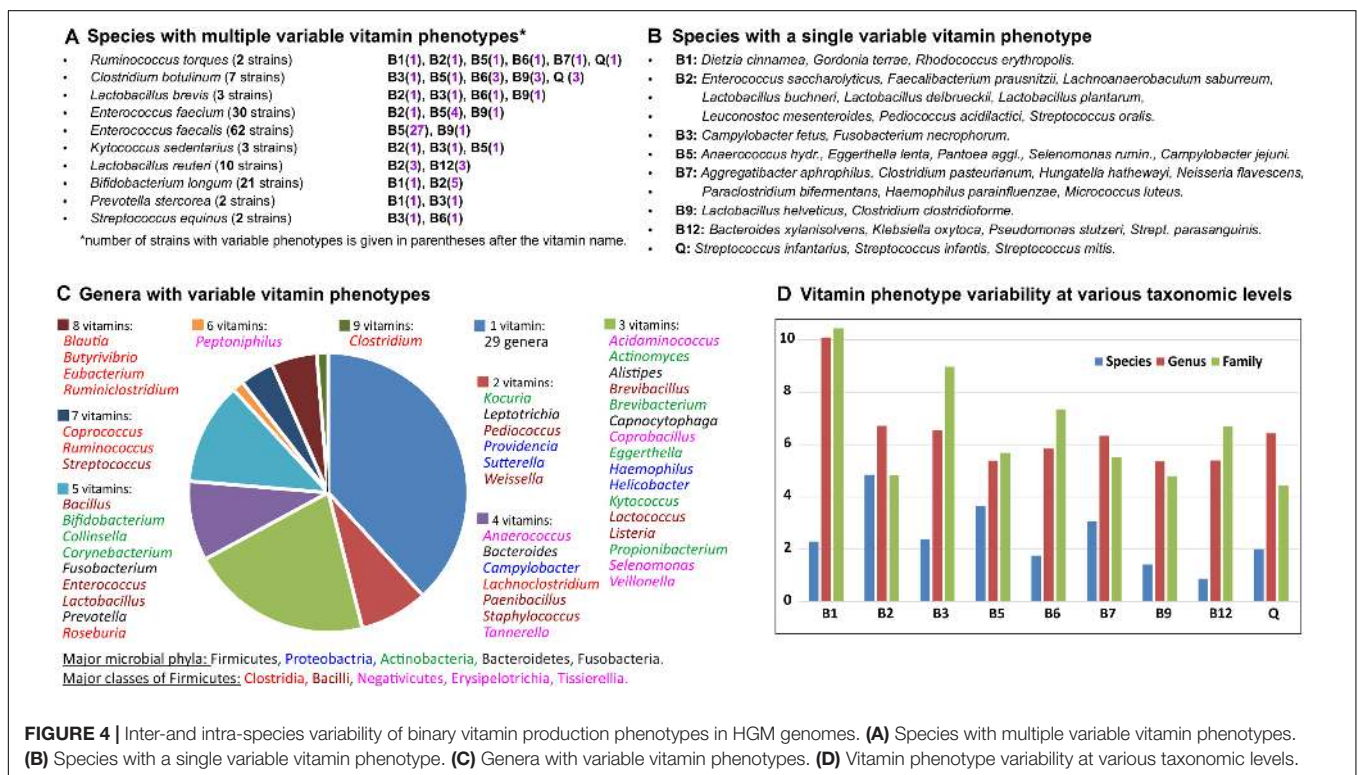 A Species with multiple variable vitamin phenotypes*
• Ruminococcus torques (2 strains) B1(1), B2(1), B5(1), B6(1), B7(1), Q(1)
• Clostridium botulinum (7 strains) B3(1), B5(1), B6(3), B9(3), Q (3)
• Lactobacillus brevis (3 strains) B2(1), B3(1), B6(1), B9(1)
• Enterococcus faecium (30 strains) B2(1), B5(4), B9(1)
• Enterococcus faecalis (62 strains) B5(27), B9(1)
• Kytococcus sedentarius (3 strains) B2(1), B3(1), B5(1)
• Lactobacillus reuteri (10 strains) B2(3), B12(3)
• Bifidobacterium longum (21 strains) B1(1), B2(5)
• Prevotella stercorea (2 strains) B1(1), B3(1)
• Streptococcus equinus (2 strains) B3(1), B6(1)
*number of strains with variable phenotypes is given in parentheses after the vitamin name.
B Species with a single variable vitamin phenotype
• B1: Dietzia cinnamea, Gordonia terrae, Rhodococcus erythropolis.
• B2: Enterococcus saccharolyticus, Faecalibacterium prausnitzii, Lachnoanaerobaculum saburreum,
• Lactobacillus buchneri, Lactobacillus delbrueckii, Lactobacillus plantarum,
• Leuconostoc mesenteroides, Pediococcus acidilactici, Streptococcus oralis.
• B3: Campylobacter fetus, Fusobacterium necrophorum.
• B5: Anaerococcus hydr., Eggerthella lenta, Pantoea aggl., Selenomonas rumin., Campylobacter jejuni.
• B7: Aggregatibacter aphrophilus, Clostridium pasteurianum, Hungatella hathewayi, Neisseria flavescens,
Paraclostridium bifermentans, Haemophilus parainfluenzae, Micrococcus luteus.
• B9: Lactobacillus helveticus, Clostridium clostridioforme.
• B12: Bacteroides xylanisolvens, Klebsiella oxytoca, Pseudomonas stutzeri, Strept. parasanguinis.
• Q: Streptococcus infantarius, Streptococcus infantis, Streptococcus mitis.
C Genera with variable vitamin phenotypes
8 vitamins:
Blautia
Butyrivibrio
Eubacterium
Ruminiclostridium
7 vitamins:
Coprococcus
Ruminococcus
Streptococcus
5 vitamins:
Bacillus
Bifidobacterium
Collinsella
Corynebacterium
Fusobacterium
Enterococcus
Lactobacillus
Prevotella
Roseburia
6 vitamins:
Peptoniphilus
9 vitamins:
Clostridium
1 vitamin:
29 genera
2 vitamins:
Kocuria
Leptotrichia
Pediococcus
Providencia
Sutterella
Weissella
4 vitamins:
Anaerococcus
Bacteroides
Campylobacter
Lachnoclostridium
Paenibacillus
Staphylococcus
Tannerella
3 vitamins:
Acidaminococcus
Actinomyces
Alistipes
Brevibacillus
Brevibacterium
Capnocytophaga
Coprobacillus
Eggerthella
Haemophilus
Helicobacter
Kytococcus
Lactococcus
Listeria
Propionibacterium
Selenomonas
Veillonella
Major microbial phyla: Firmicutes, Proteobactria, Actinobacteria, Bacteroidetes, Fusobacteria.
Major classes of Firmicutes: Clostridia, Bacilli, Negativicutes, Erysipelotrichia, Tissierellia.
D Vitamin phenotype variability at various taxonomic levels
Species Genus Family
10
8
6
4
2
0
B1 B2 B3 B5 B6 B7 B9 B12 Q
FIGURE 4 | Inter-and intra-species variability of binary vitamin production phenotypes in HGM genomes. (A) Species with multiple variable vitamin phenotypes.
(B) Species with a single variable vitamin phenotype. (C) Genera with variable vitamin phenotypes. (D) Vitamin phenotype variability at various taxonomic levels.